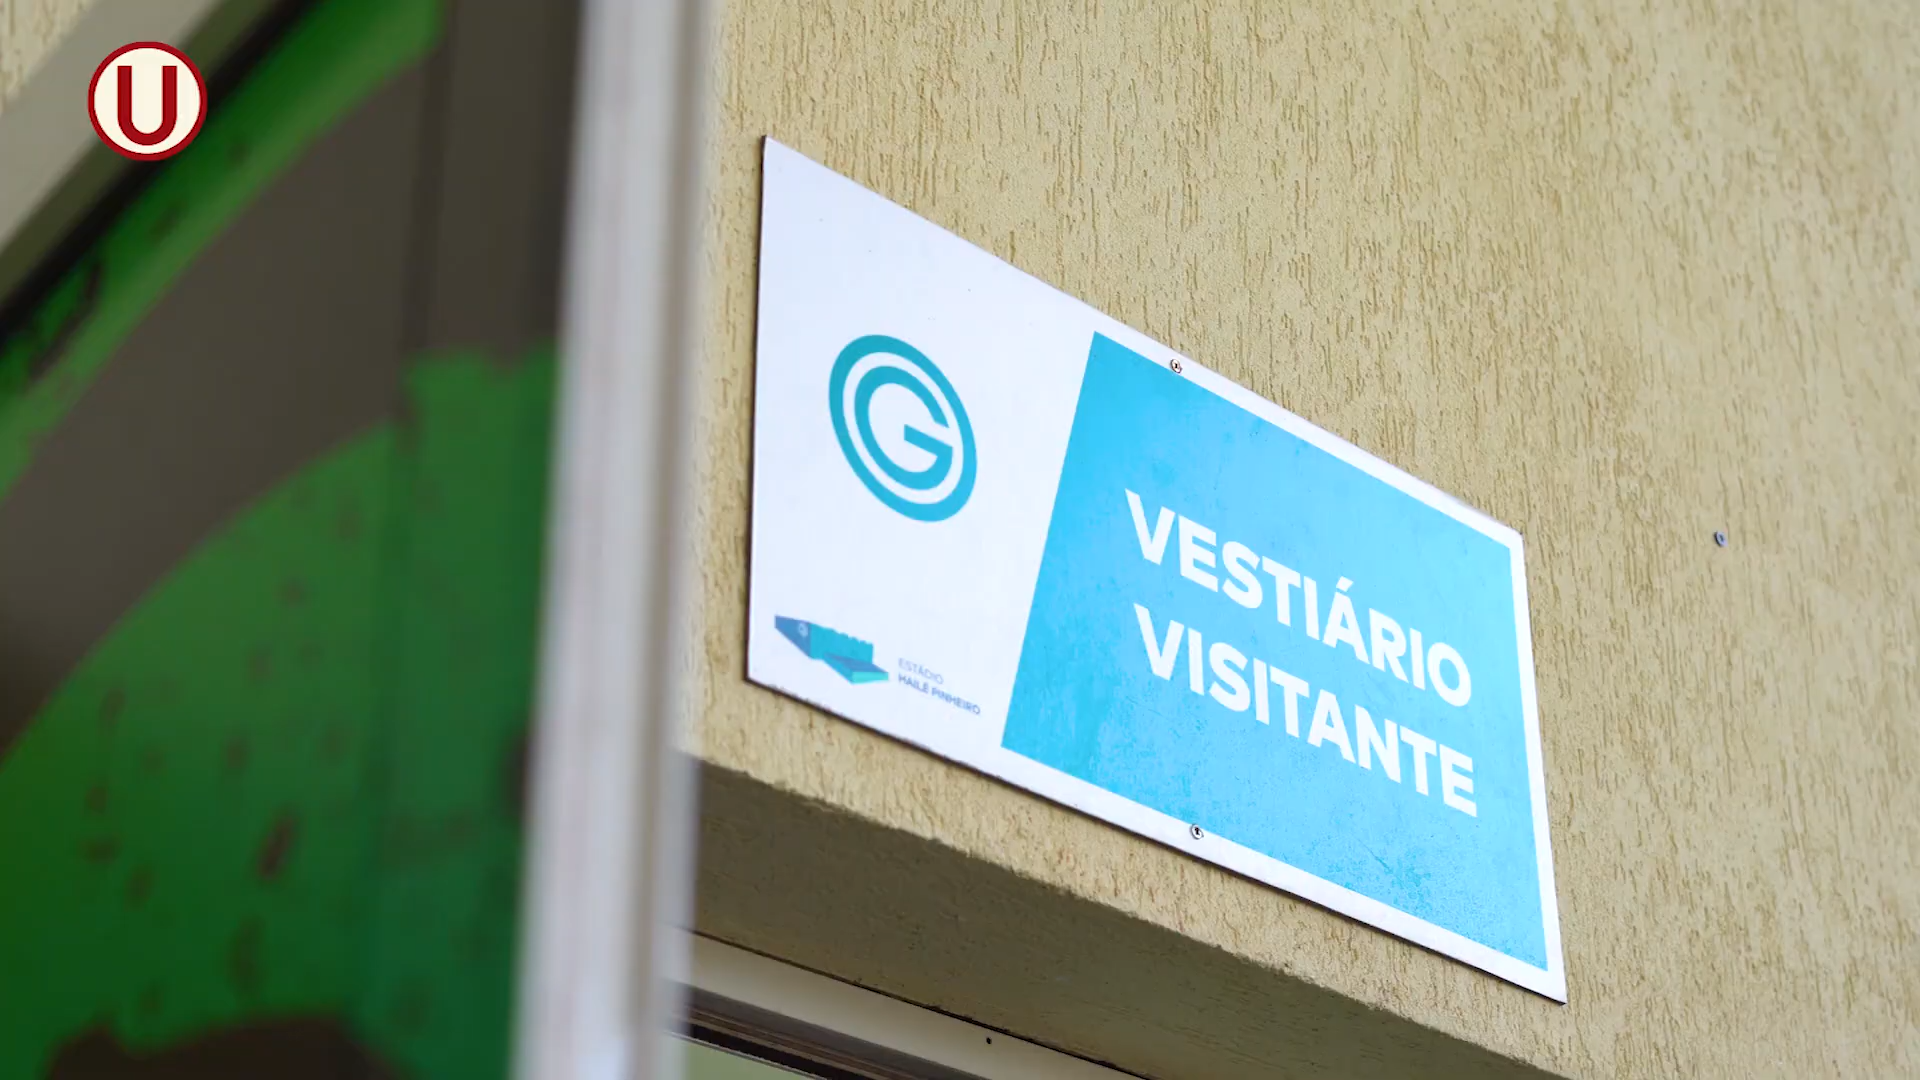 U
G
VESTIÁRIO
VISITANTE
ESTÁDIO
HAILÉ PINHEIRO